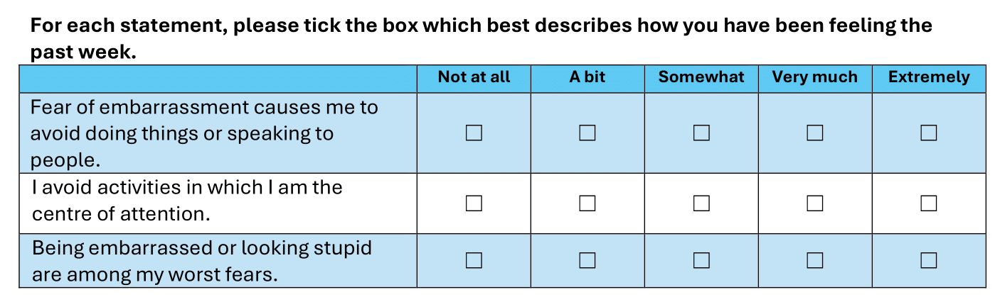 For each statement, please tick the box which best describes how you have been feeling the
past week.
Not at all A bit Somewhat Very much Extremely
Fear of embarrassment causes me to
avoid doing things or speaking to
people.
☐ ☐ ☐ ☐ ☐
I avoid activities in which I am the
centre of attention.
☐ ☐ ☐ ☐ ☐
Being embarrassed or looking stupid
are among my worst fears.
☐ ☐ ☐ ☐ ☐